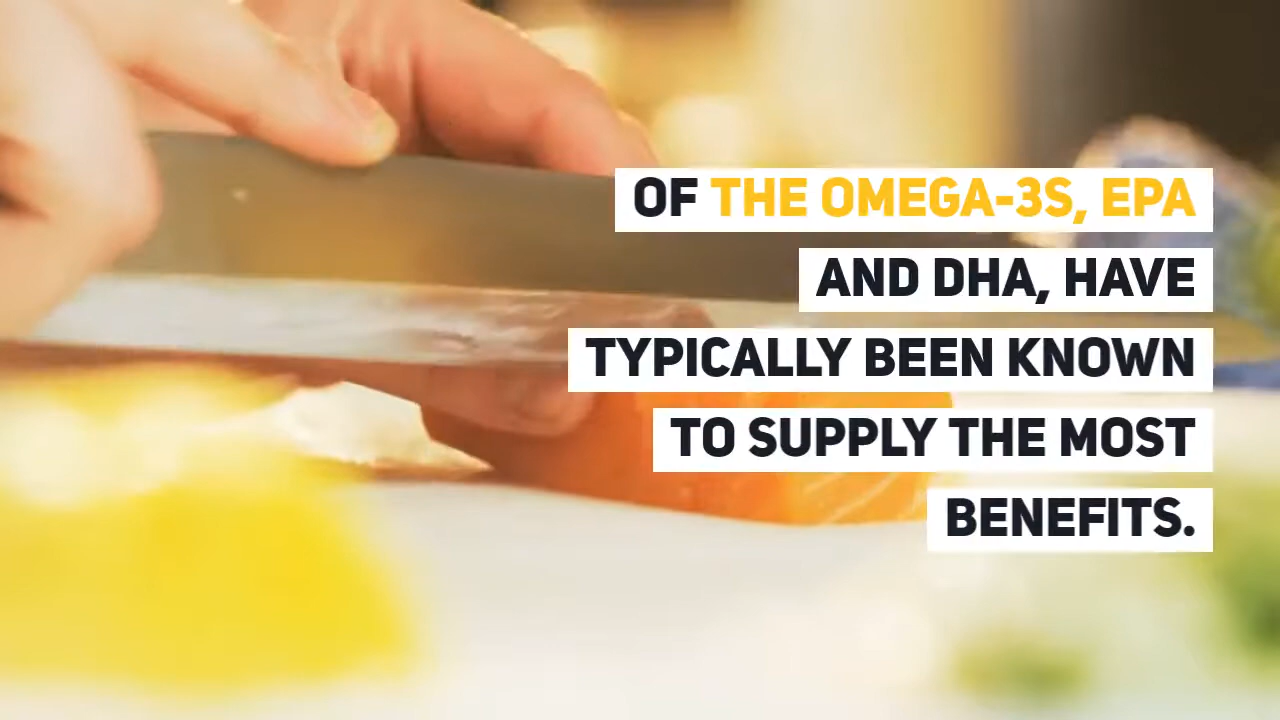 OF THE OMEGA-3S, EPA
AND DHA, HAVE
TYPICALLY BEEN KNOWN
TO SUPPLY THE MOST
BENEFITS.